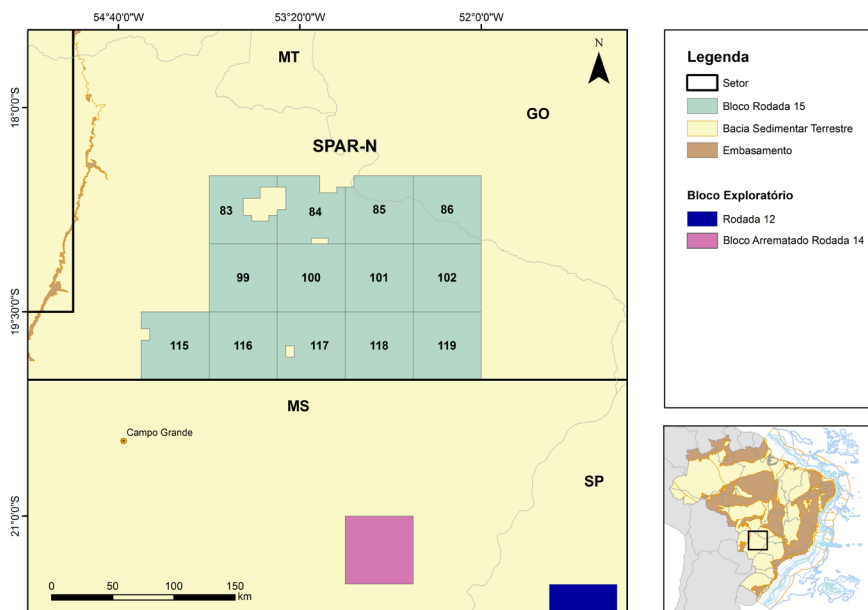 54°40'0"W 53°20'0"W 52°0'0"W
18°0'0"S
19°30'0"S
21°0'0"S
MT
N
GO
SPAR-N
83 84 85 86
99 100 101 102
115 116 117 118 119
MS
Campo Grande
SP
0 50 100 150
km
Legenda
Setor
Bloco Rodada 15
Bacia Sedimentar Terrestre
Embasamento
Bloco Exploratório
Rodada 12
Bloco Arrematado Rodada 14